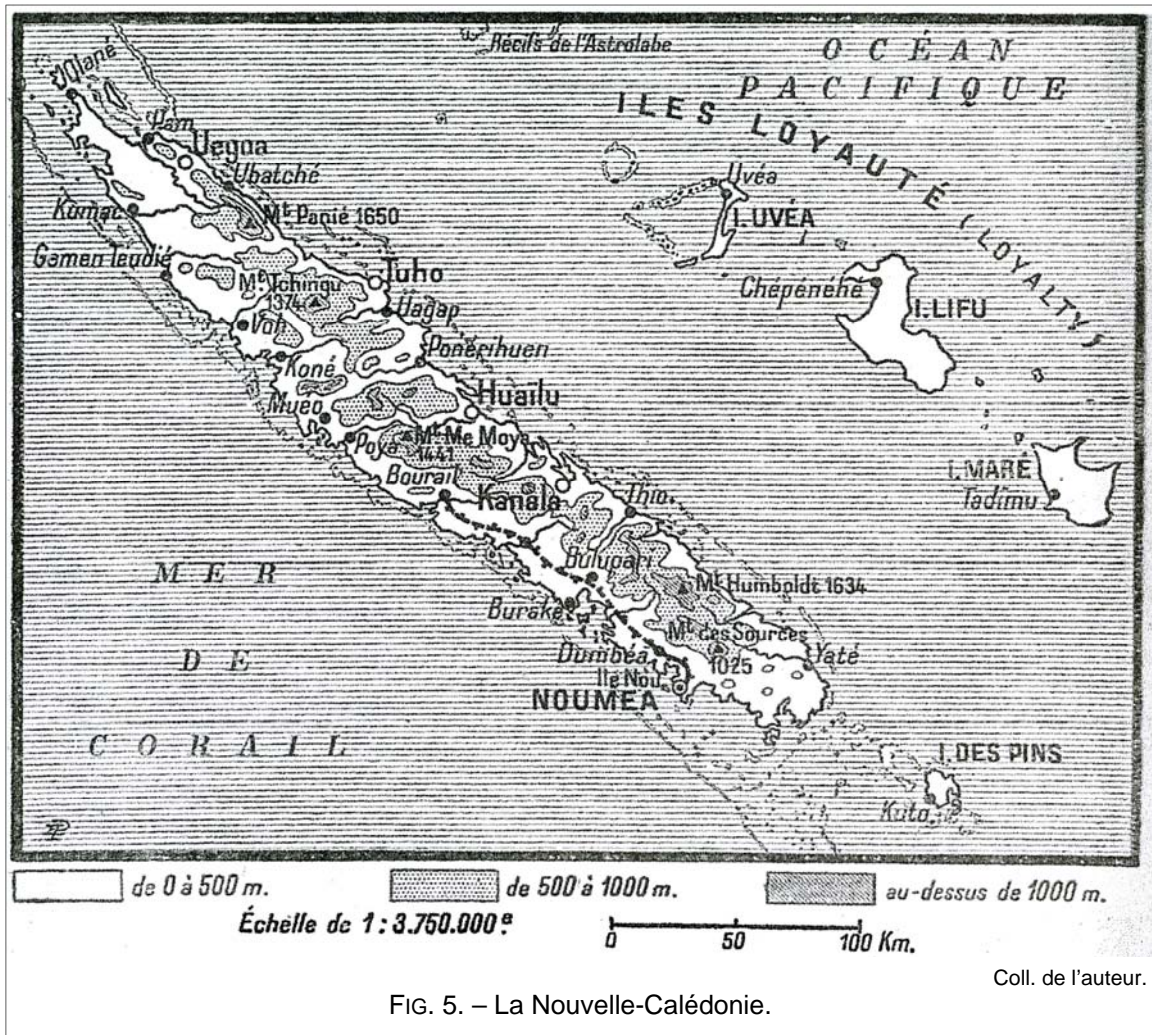 Récifs de l'Astrolabe
OCÉAN
PACIFIQUE
ILES LOYAUTÉ (LOYALTY)
Pam
Uegoa
Ubatché
Mt Panié 1650
Uvéa
I. UVÉA
Kumac
Gamen Teudié
Tuho
Mt Tchingu
1374
Uagap
Chépénéhé
I. LIFU
Voh
Ponérihuen
Koné
Huaïlu
Muéo
Poya
Mt Me Moya
1441
Bourail
Kanala
Thio
I. MARÉ
Tadimu
MER
DE
CORAIL
Bulupari
Mt Humboldt 1634
Buraké
Mt des Sources
1025
Dumbéa
Yaté
Ile Nou
NOUMÉA
I. DES PINS
Kuto
de 0 à 500 m.
de 500 à 1000 m.
au-dessus de 1000 m.
Échelle de 1 : 3.750.000e
0 50 100 Km.
Coll. de l'auteur.
FIG. 5. – La Nouvelle-Calédonie.